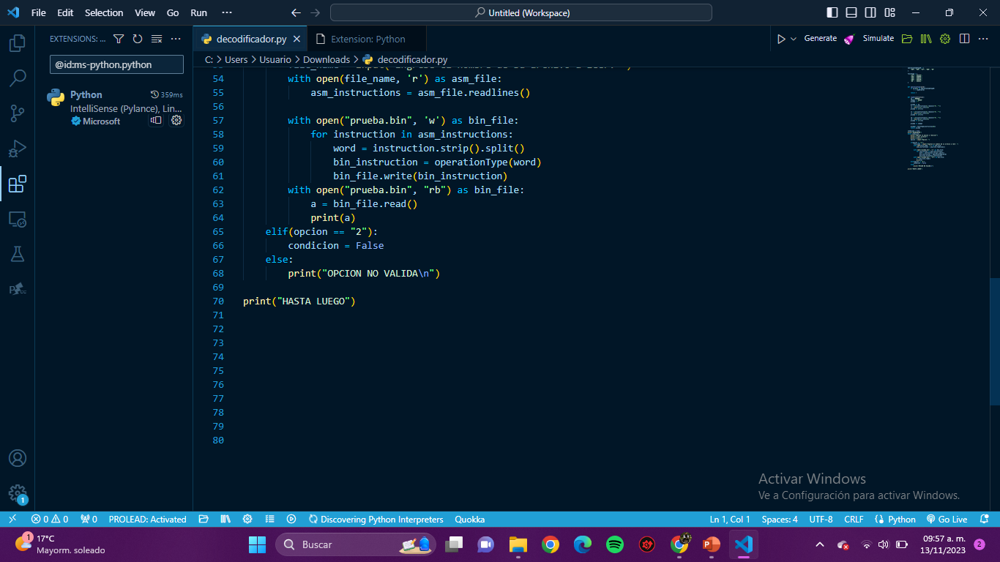 File Edit Selection View Go Run ···
Untitled (Workspace)
EXTENSIONS: ...
@id:ms-python.python
Python
359ms
IntelliSense (Pylance), Lin...
Microsoft
decodificador.py
Extension: Python
Generate
Simulate
C: > Users > Usuario > Downloads > decodificador.py
54 with open(file_name, 'r') as asm_file:
55 asm_instructions = asm_file.readlines()
56
57 with open("prueba.bin", 'w') as bin_file:
58 for instruction in asm_instructions:
59 word = instruction.strip().split()
60 bin_instruction = operationType(word)
61 bin_file.write(bin_instruction)
62 with open("prueba.bin", "rb") as bin_file:
63 a = bin_file.read()
64 print(a)
65 elif(opcion == "2"):
66 condicion = False
67 else:
68 print("OPCION NO VALIDA\n")
69
70 print("HASTA LUEGO")
71
72
73
74
75
76
77
78
79
80
Activar Windows
Ve a Configuración para activar Windows.
1
0 0 0 PROLEAD: Activated Discovering Python Interpreters Quokka Ln 1, Col 1 Spaces: 4 UTF-8 CRLF Python Go Live
1
17°C
Mayorm. soleado
Buscar
09:57 a. m.
13/11/2023
2